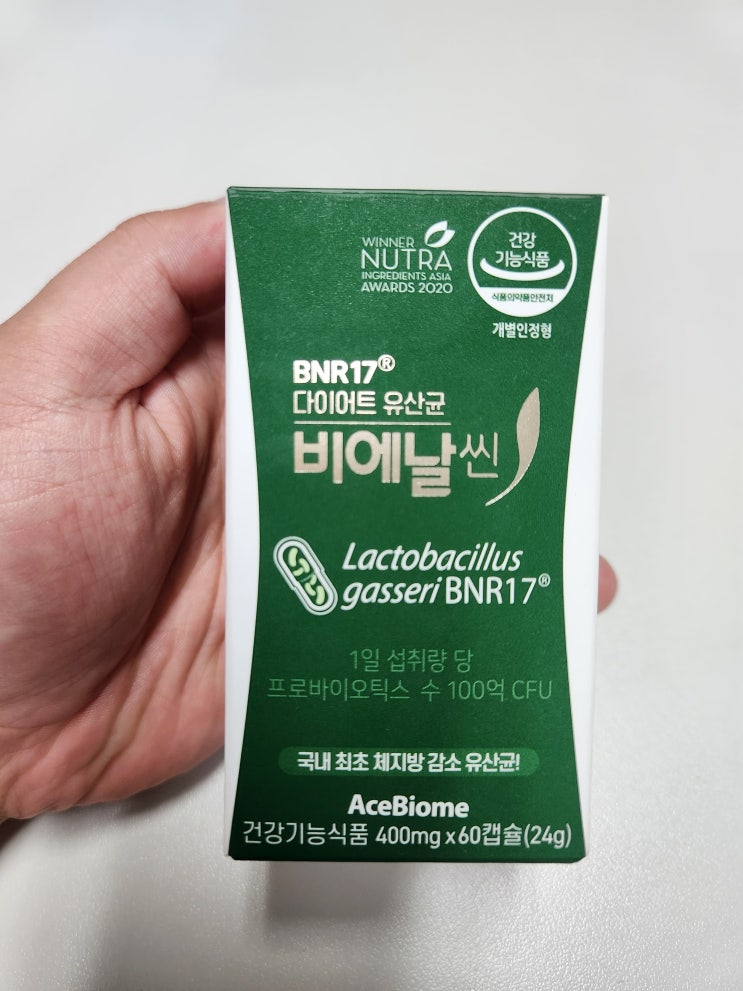 WINNER
NUTRA
INGREDIENTS ASIA
AWARDS 2020
건강
기능식품
식품의약품안전처
개별인정형
BNR17®
다이어트 유산균
비에날씬
Lactobacillus
gasseri BNR17®
1일 섭취량 당
프로바이오틱스 수 100억 CFU
국내 최초 체지방 감소 유산균!
AceBiome
건강기능식품 400mg x 60캡슐(24g)